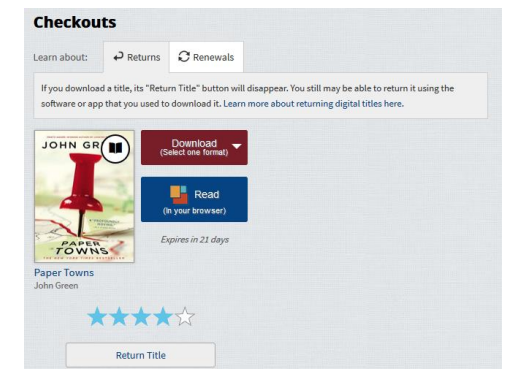 Checkouts
Learn about:
Returns
Renewals
If you download a title, its "Return Title" button will disappear. You still may be able to return it using the
software or app that you used to download it. Learn more about returning digital titles here.
JOHN GR
PAPER
TOWNS
Download
(Select one format)
Read
(In your browser)
Expires in 21 days
Paper Towns
John Green
Return Title